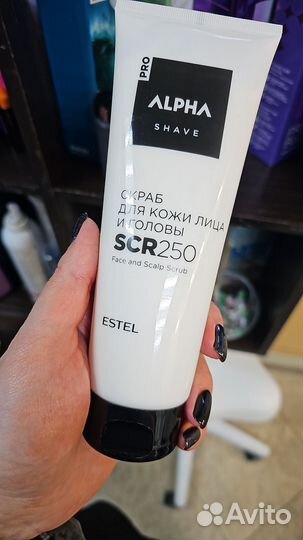 PRO
ALPHA
SHAVE
СКРАБ
ДЛЯ КОЖИ ЛИЦА
И ГОЛОВЫ
SCR250
Face and Scalp Scrub
ESTEL
Avito